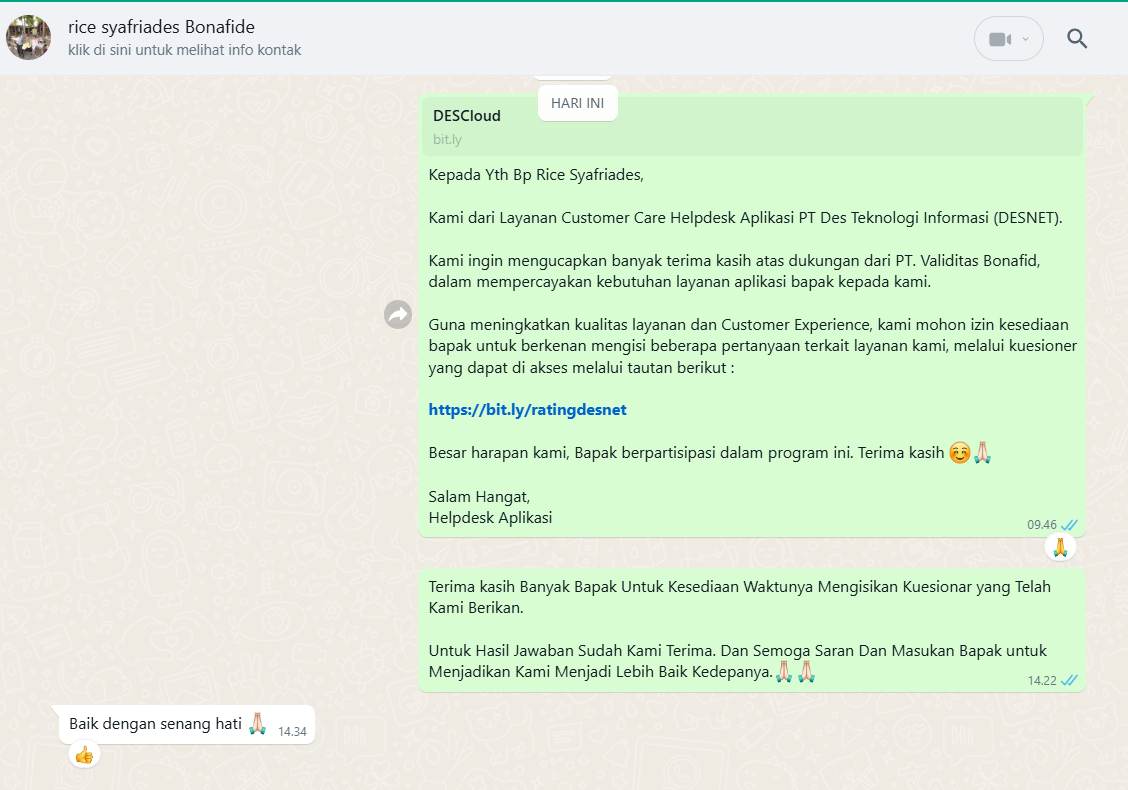 rice syafriades Bonafide
klik di sini untuk melihat info kontak
HARI INI
DESCloud
bit.ly
Kepada Yth Bp Rice Syafriades,
Kami dari Layanan Customer Care Helpdesk Aplikasi PT Des Teknologi Informasi (DESNET).
Kami ingin mengucapkan banyak terima kasih atas dukungan dari PT. Validitas Bonafid,
dalam mempercayakan kebutuhan layanan aplikasi bapak kepada kami.
Guna meningkatkan kualitas layanan dan Customer Experience, kami mohon izin kesediaan
bapak untuk berkenan mengisi beberapa pertanyaan terkait layanan kami, melalui kuesioner
yang dapat di akses melalui tautan berikut :
https://bit.ly/ratingdesnet
Besar harapan kami, Bapak berpartisipasi dalam program ini. Terima kasih ☺️🙏🏻
Salam Hangat,
Helpdesk Aplikasi
09.46
🙏
Terima kasih Banyak Bapak Untuk Kesediaan Waktunya Mengisikan Kuesionar yang Telah
Kami Berikan.
Untuk Hasil Jawaban Sudah Kami Terima. Dan Semoga Saran Dan Masukan Bapak untuk
Menjadikan Kami Menjadi Lebih Baik Kedepanya.🙏🏻🙏🏻
14.22
Baik dengan senang hati 🙏🏻 14.34
👍